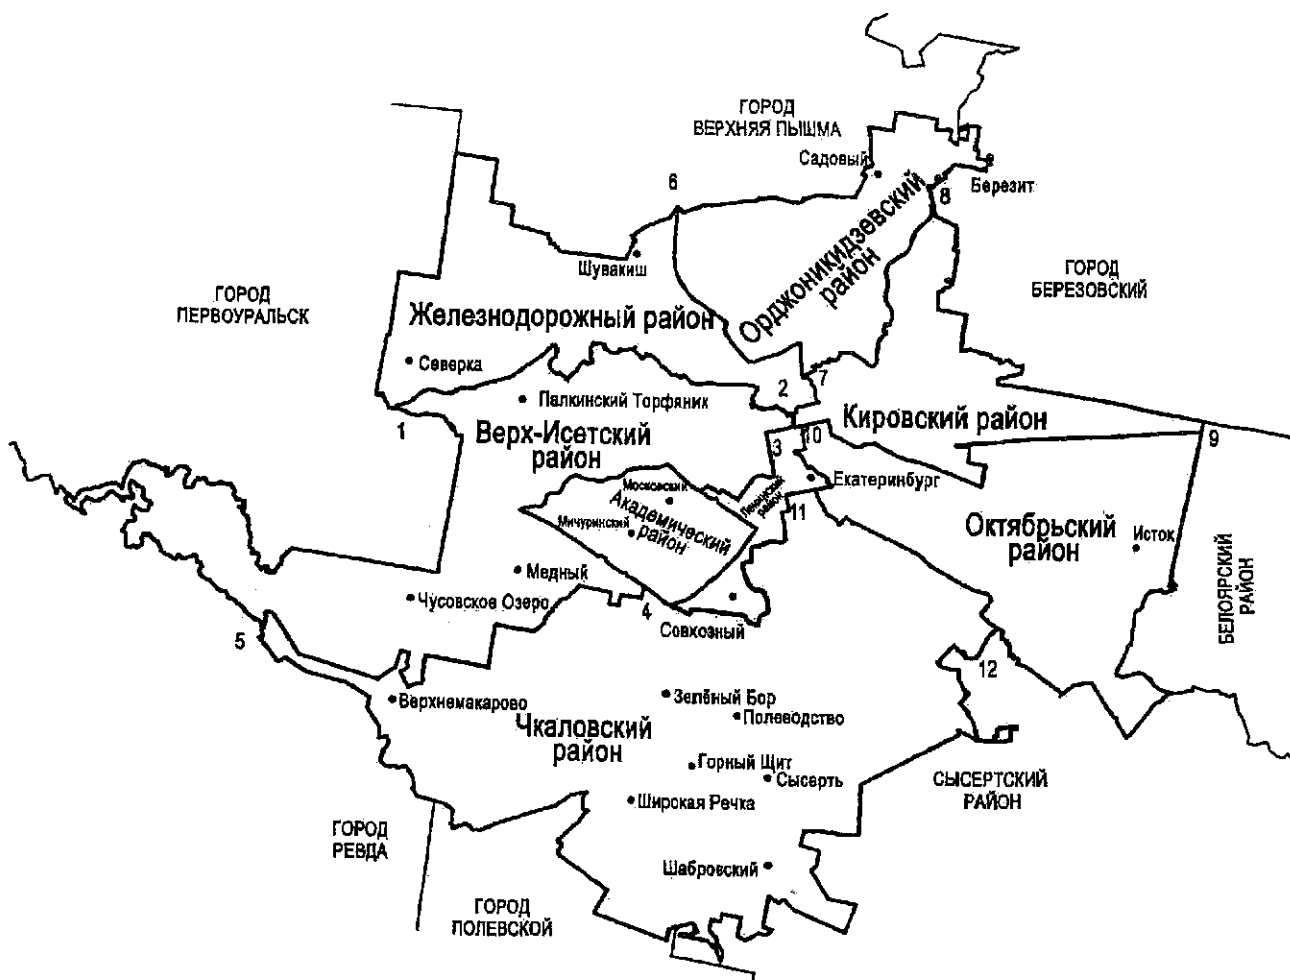 ГОРОД
ВЕРХНЯЯ ПЫШМА
Садовый
Березит
6
8
Шувакиш
Орджоникидзевский
район
ГОРОД
БЕРЕЗОВСКИЙ
ГОРОД
ПЕРВОУРАЛЬСК
Железнодорожный район
Северка
2
7
Палкинский Торфяник
1
Верх-Исетский
район
Кировский район
3
10
9
Екатеринбург
Московский
Академический
район
Мичуринский
Ленинский
район
11
Октябрьский
район
Исток
БЕЛОЯРСКИЙ
РАЙОН
Медный
Чусовское Озеро
4
Совхозный
5
12
Верхнемакарово
Зелёный Бор
Полеводство
Чкаловский
район
Горный Щит
Сысерть
СЫСЕРТСКИЙ
РАЙОН
Широкая Речка
ГОРОД
РЕВДА
Шабровский
ГОРОД
ПОЛЕВСКОЙ